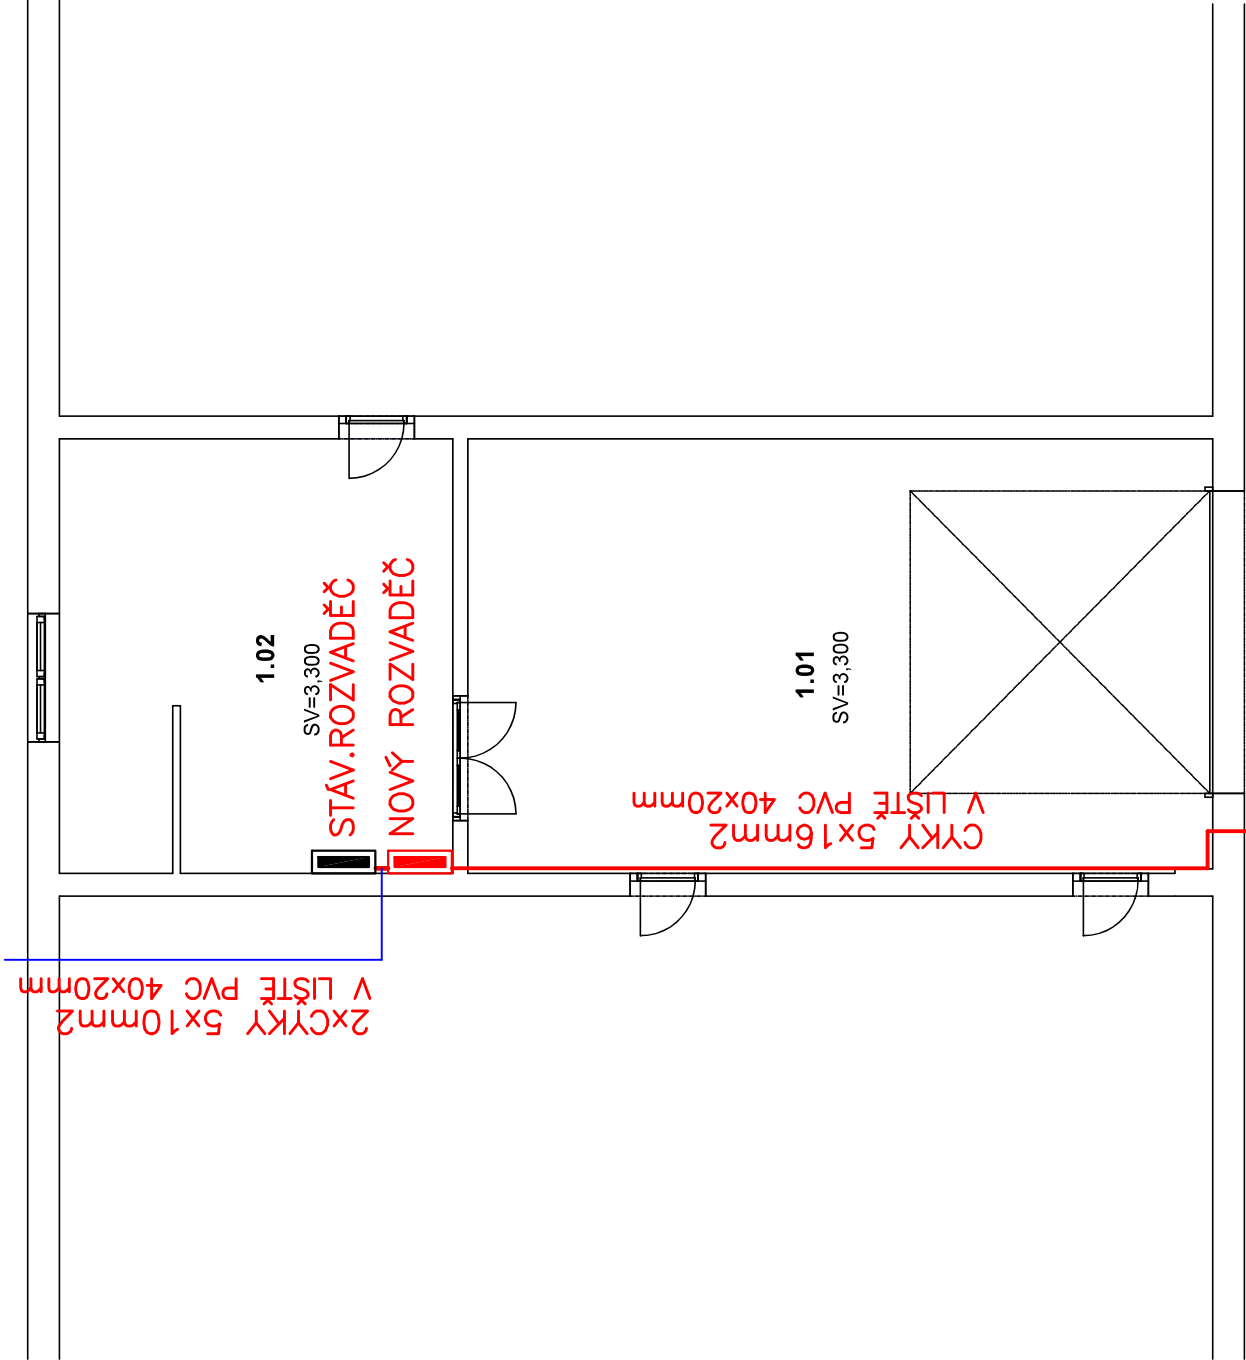 1.02
SV=3,300
STÁV.ROZVADĚČ
NOVÝ ROZVADĚČ
1.01
SV=3,300
CYKY 5x16mm2
V LIŠTĚ PVC 40x20mm
2xCYKY 5x10mm2
V LIŠTĚ PVC 40x20mm